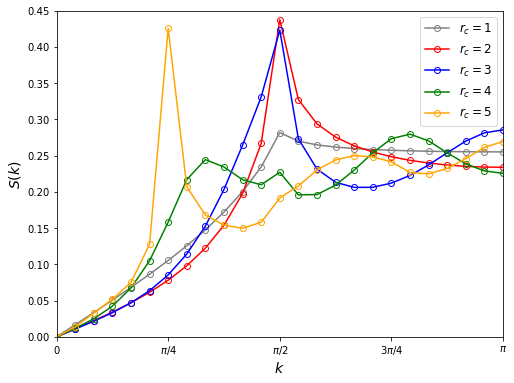 0.45
0.40
0.35
0.30
0.25
0.20
0.15
0.10
0.05
0.00
S(k)
r_c = 1
r_c = 2
r_c = 3
r_c = 4
r_c = 5
0 π/4 π/2 3π/4 π
k